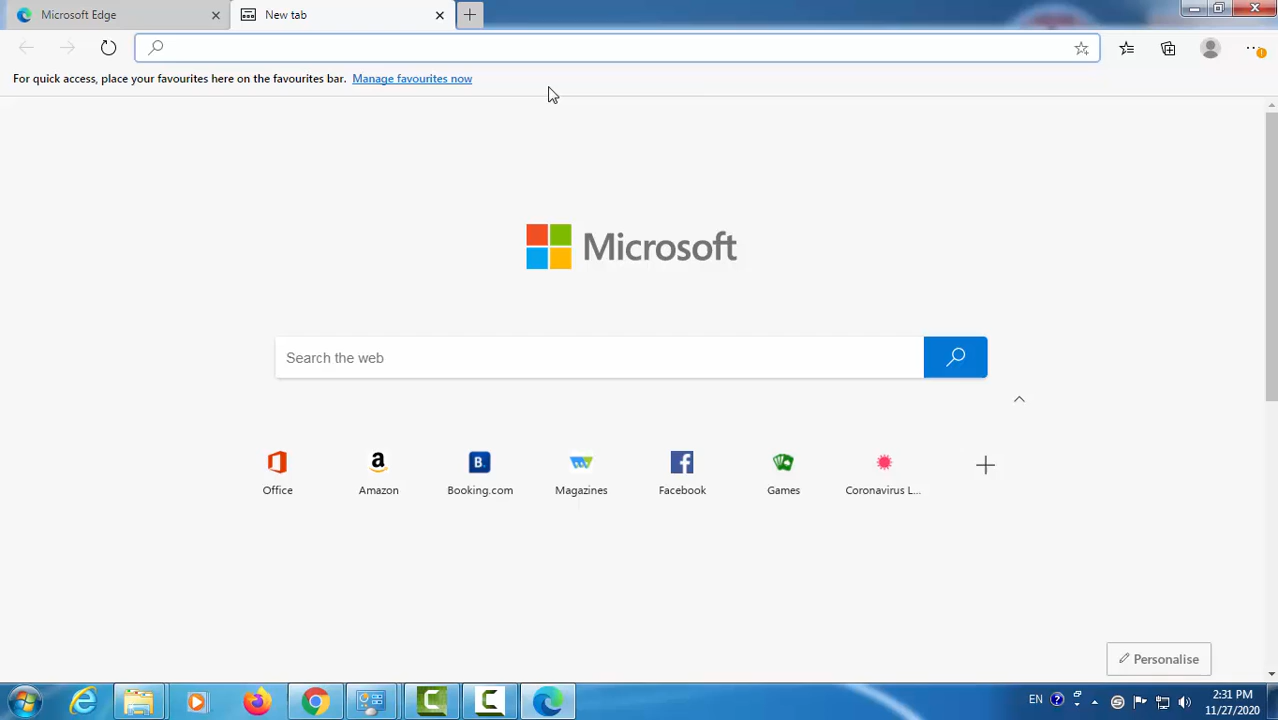 Microsoft Edge
New tab
For quick access, place your favourites here on the favourites bar. Manage favourites now
Microsoft
Search the web
Office
Amazon
Booking.com
Magazines
Facebook
Games
Coronavirus L...
Personalise
EN
2:31 PM
11/27/2020